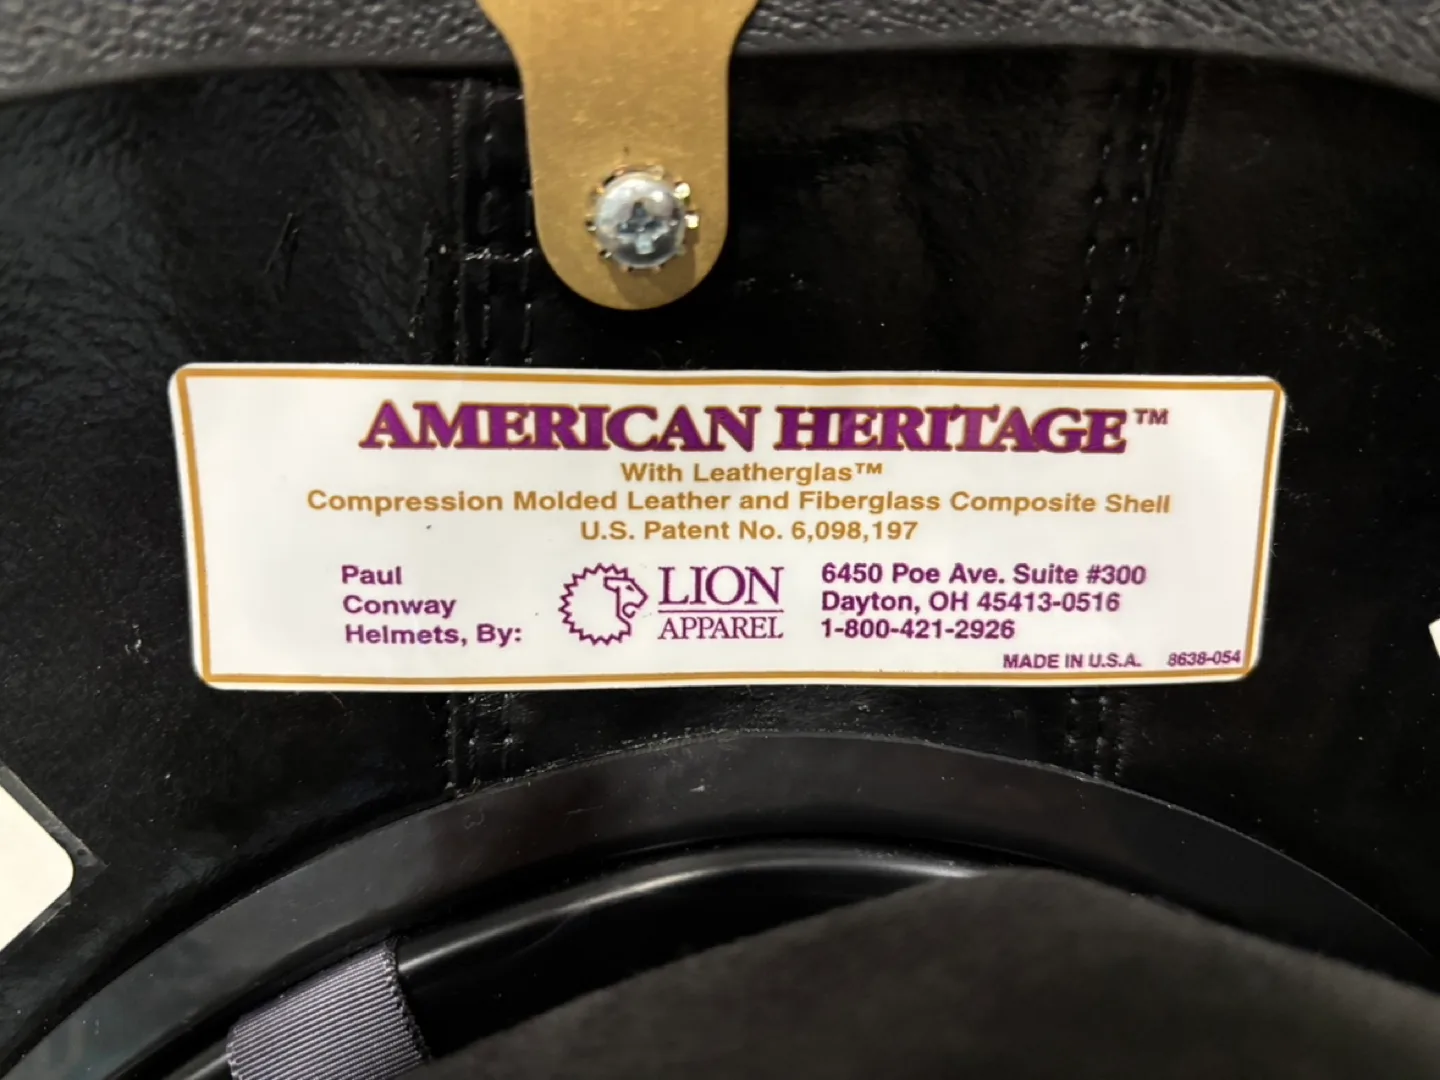 AMERICAN HERITAGE™
With Leatherglas™
Compression Molded Leather and Fiberglass Composite Shell
U.S. Patent No. 6,098,197
Paul
Conway
Helmets, By:
LION
APPAREL
6450 Poe Ave. Suite #300
Dayton, OH 45413-0516
1-800-421-2926
MADE IN U.S.A. 8638-054